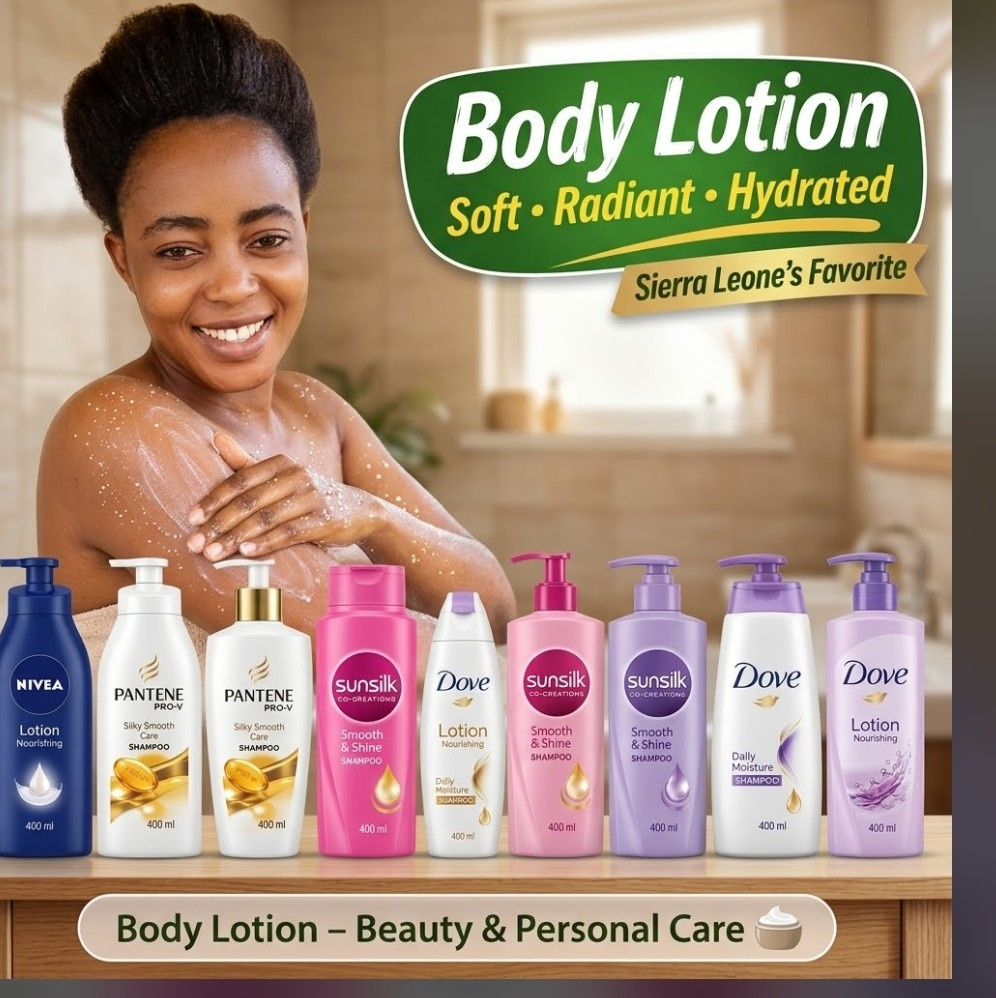 Body Lotion
Soft • Radiant • Hydrated
Sierra Leone's Favorite
NIVEA
Lotion
400 ml
PANTENE
PRO-V
Silky Smooth
Care
SHAMPOO
400 ml
PANTENE
PRO-V
Silky Smooth
Care
SHAMPOO
400 ml
sunsilk
CO-CREATIONS
Smooth
& Shine
SNAMPOO
400 ml
Dove
Lotion
Nourishing
Daily
400 ml
sunsilk
CO-CREATIONS
Smooth
& Shine
SHAMPOO
400 ml
sunsilk
CO-CREATIONS
Smooth
& Shine
SHAMPOO
400 ml
Dove
Daily
Moisture
SHAMPOO
400 ml
Dove
Lotion
Nourishing
400 ml
Body Lotion – Beauty & Personal Care